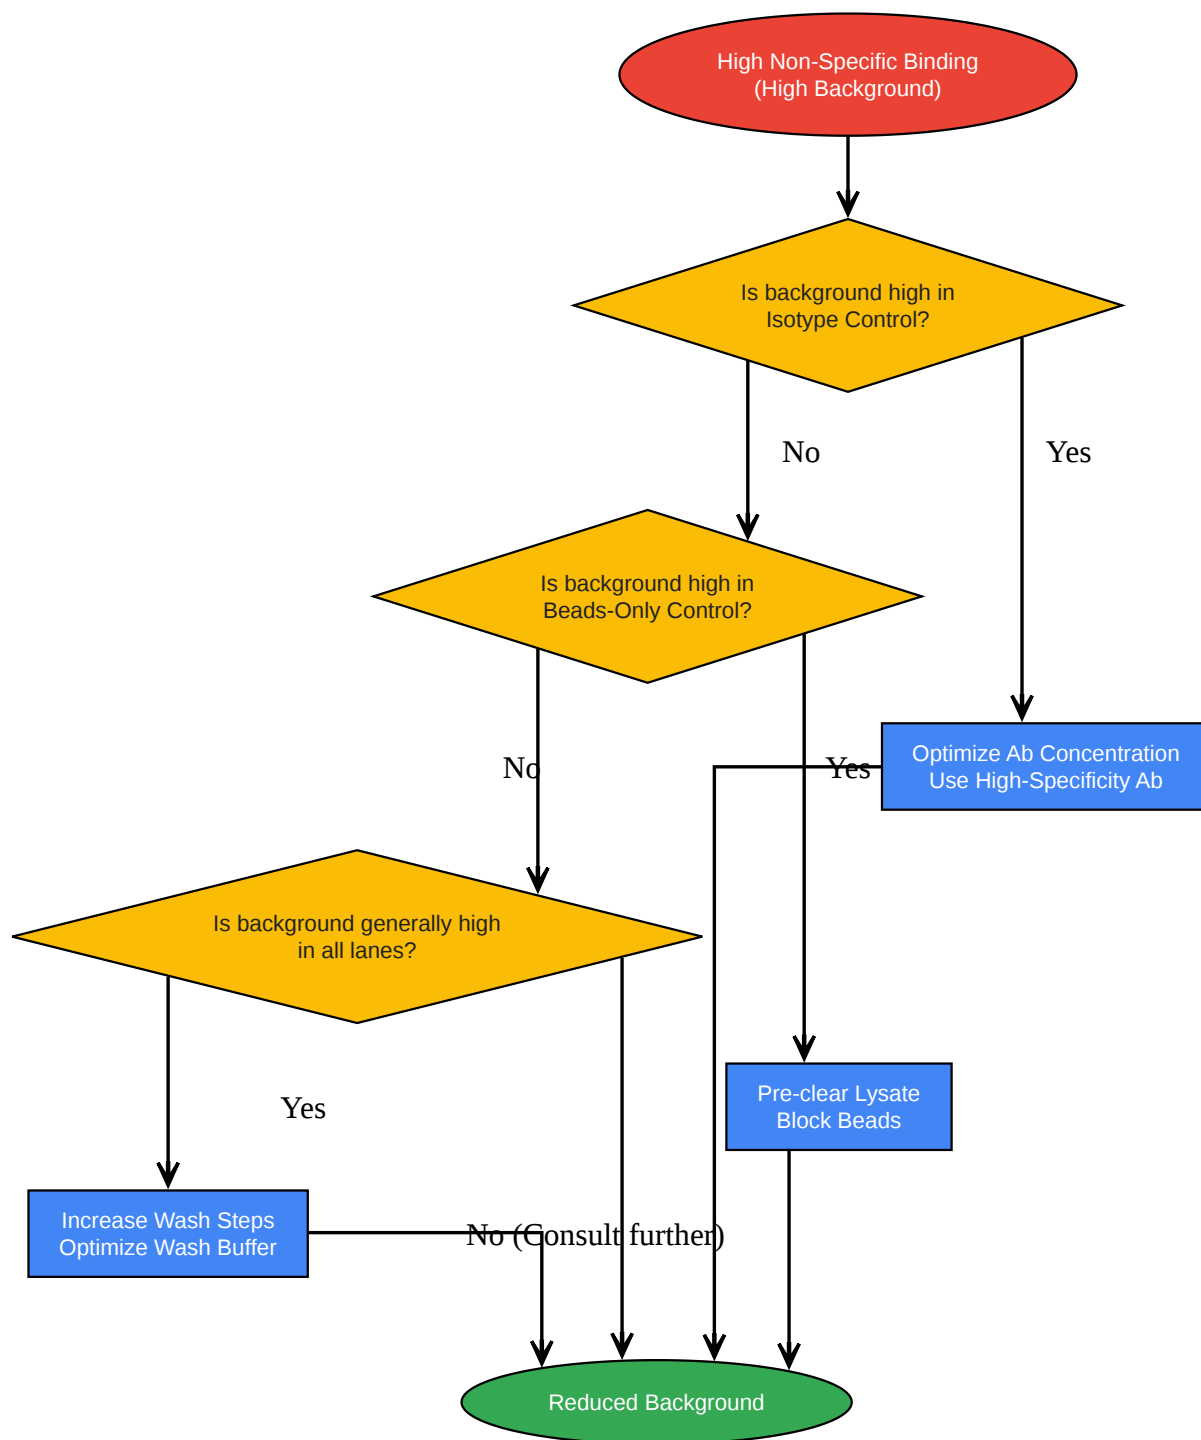 High Non-Specific Binding
(High Background)
Is background high in
Isotype Control?
No
Yes
Is background high in
Beads-Only Control?
Optimize Ab Concentration
Use High-Specificity Ab
No
Yes
Is background generally high
in all lanes?
Pre-clear Lysate
Block Beads
Yes
Increase Wash Steps
Optimize Wash Buffer
No (Consult further)
Reduced Background